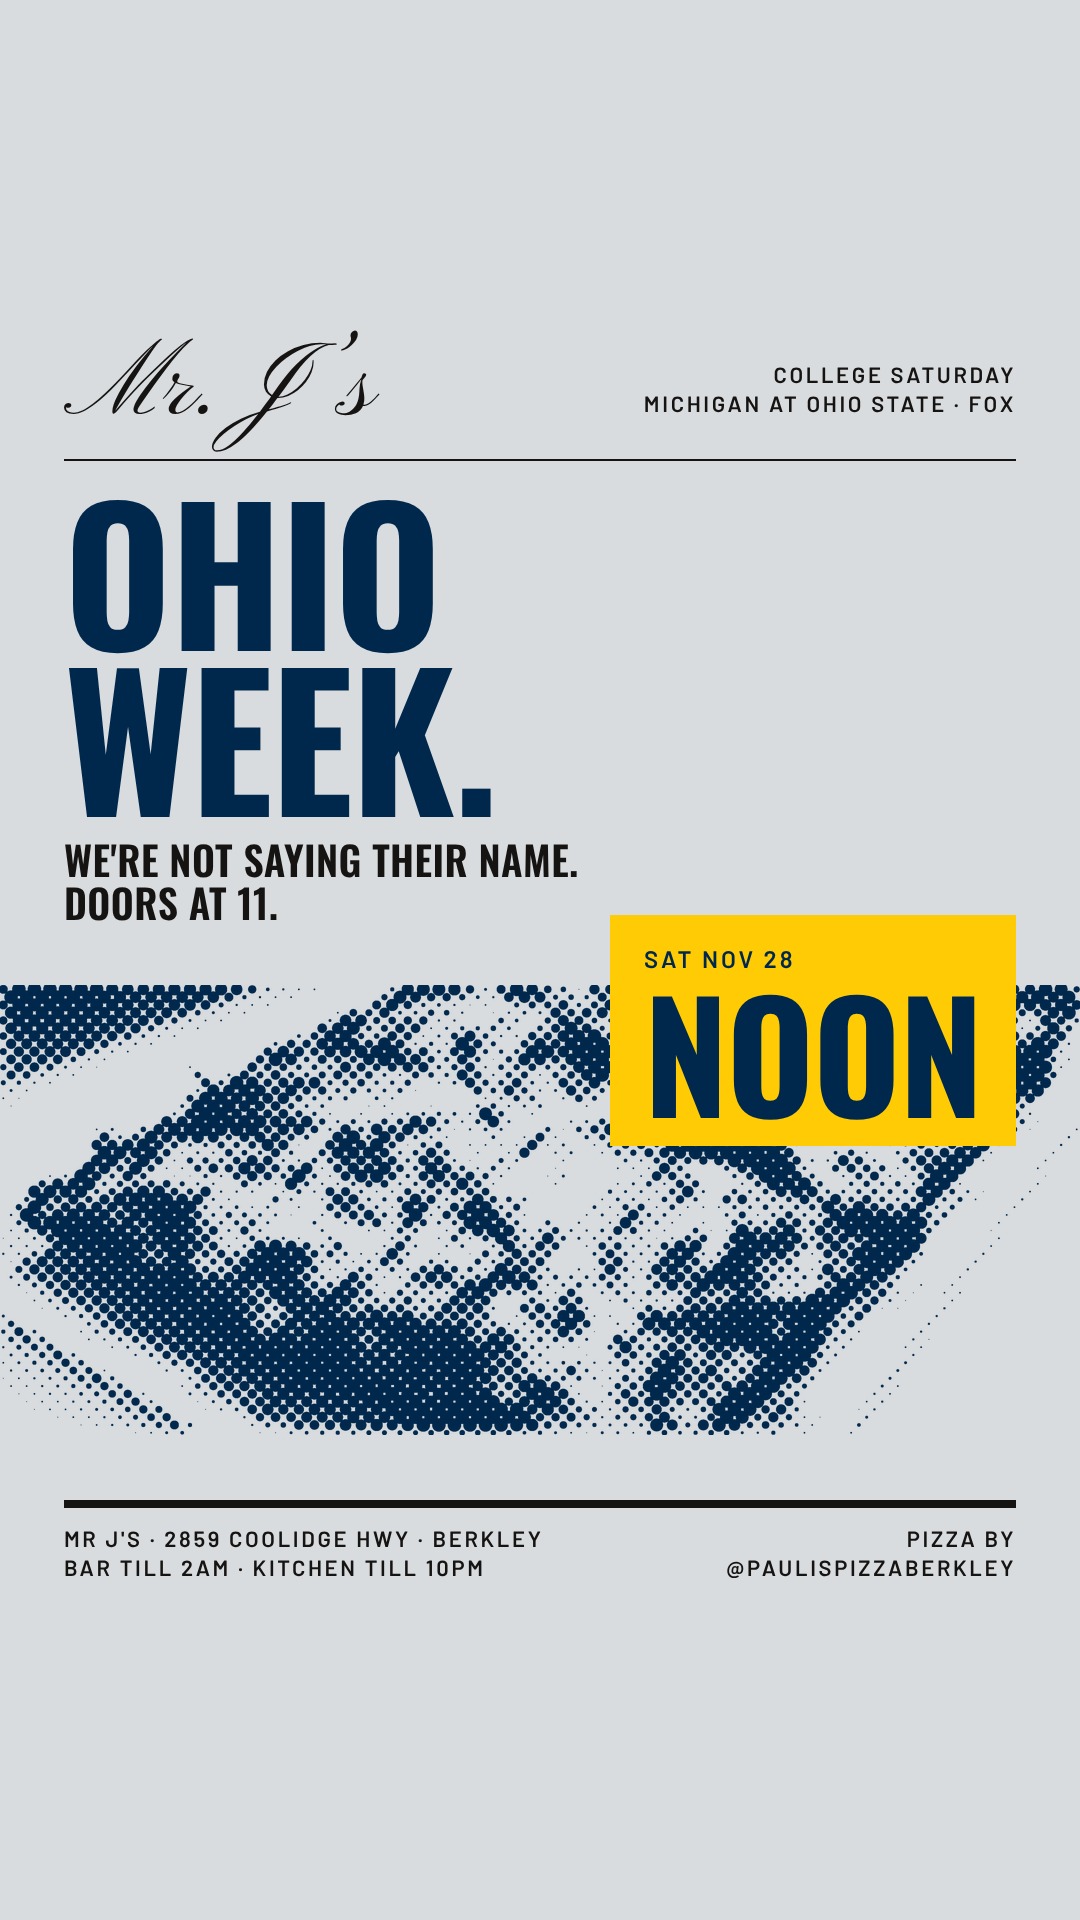 Mr. J's
COLLEGE SATURDAY
MICHIGAN AT OHIO STATE · FOX
OHIO
WEEK.
WE'RE NOT SAYING THEIR NAME.
DOORS AT 11.
SAT NOV 28
NOON
MR J'S · 2859 COOLIDGE HWY · BERKLEY
BAR TILL 2AM · KITCHEN TILL 10PM
PIZZA BY
@PAULISPIZZABERKLEY